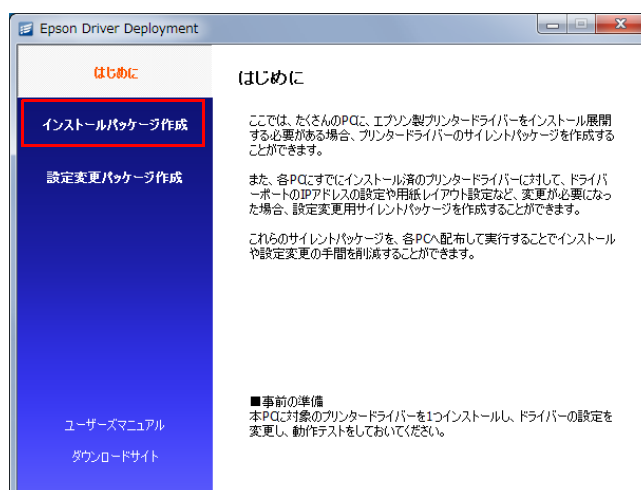 Epson Driver Deployment
はじめに
インストールパッケージ作成
設定変更パッケージ作成
ユーザーズマニュアル
ダウンロードサイト
はじめに
ここでは、たくさんのPCに、エプソン製プリンタードライバーをインストール展開
する必要がある場合、プリンタードライバーのサイレントパッケージを作成する
ことができます。
また、各PCにすでにインストール済のプリンタードライバーに対して、ドライバ
ーポートのIPアドレスの設定や用紙レイアウト設定など、変更が必要になっ
た場合、設定変更用サイレントパッケージを作成することができます。
これらのサイレントパッケージを、各PCへ配布して実行することでインストール
や設定変更の手間を削減することができます。
■事前の準備
本PCに対象のプリンタードライバーを1つインストールし、ドライバーの設定を
変更し、動作テストをしておいてください。